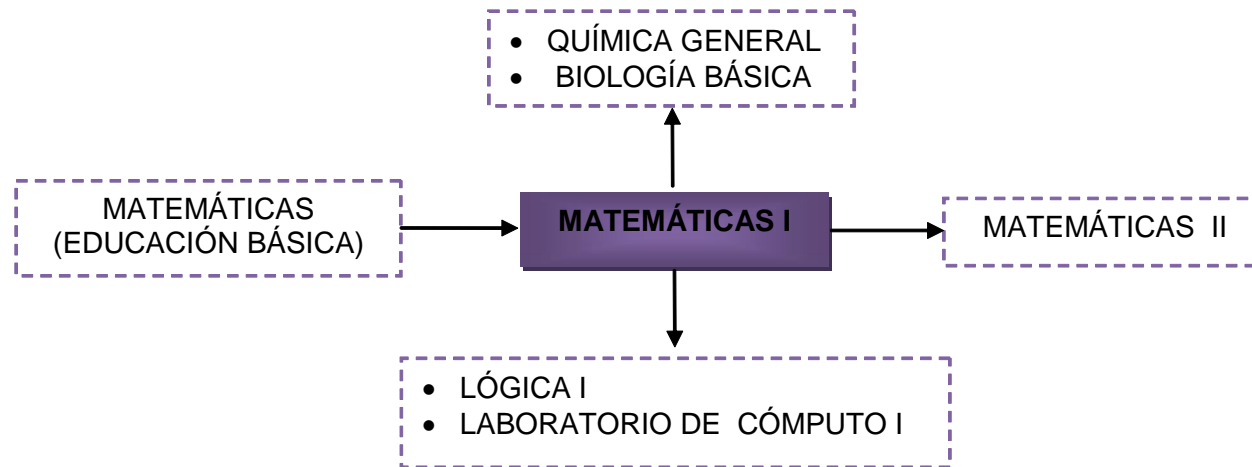 • QUÍMICA GENERAL
• BIOLOGÍA BÁSICA
MATEMÁTICAS
(EDUCACIÓN BÁSICA)
MATEMÁTICAS I
MATEMÁTICAS II
• LÓGICA I
• LABORATORIO DE CÓMPUTO I